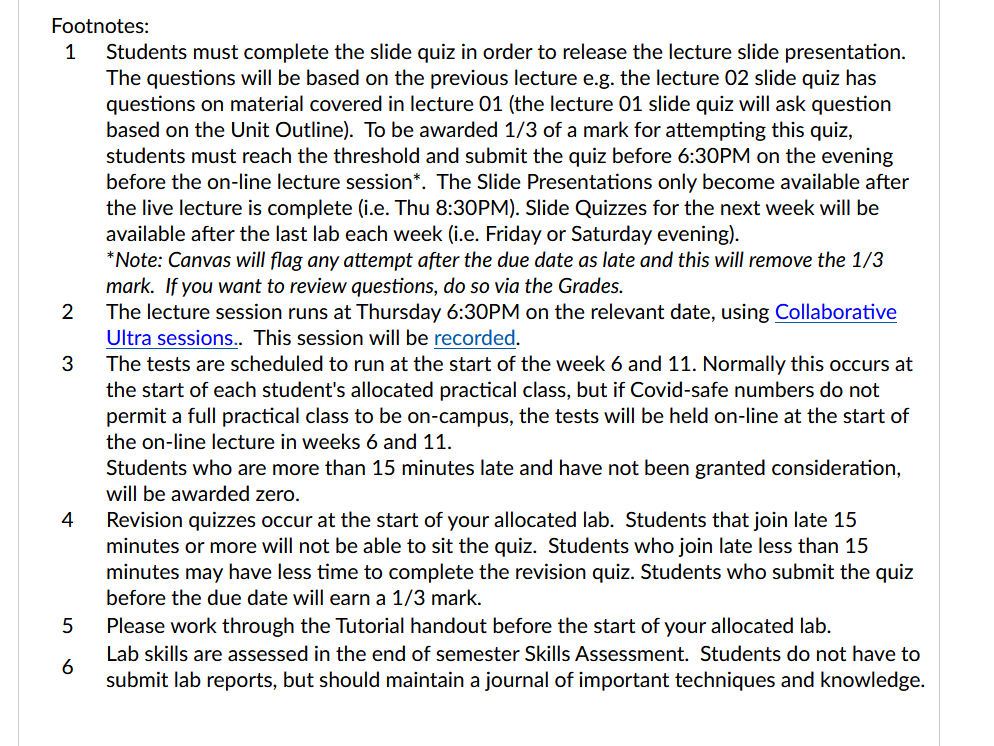 Footnotes:
1 Students must complete the slide quiz in order to release the lecture slide presentation.
The questions will be based on the previous lecture e.g. the lecture 02 slide quiz has
questions on material covered in lecture 01 (the lecture 01 slide quiz will ask question
based on the Unit Outline). To be awarded 1/3 of a mark for attempting this quiz,
students must reach the threshold and submit the quiz before 6:30PM on the evening
before the on-line lecture session*. The Slide Presentations only become available after
the live lecture is complete (i.e. Thu 8:30PM). Slide Quizzes for the next week will be
available after the last lab each week (i.e. Friday or Saturday evening).
*Note: Canvas will flag any attempt after the due date as late and this will remove the 1/3
mark. If you want to review questions, do so via the Grades.
2 The lecture session runs at Thursday 6:30PM on the relevant date, using Collaborative
Ultra sessions.. This session will be recorded.
3 The tests are scheduled to run at the start of the week 6 and 11. Normally this occurs at
the start of each student's allocated practical class, but if Covid-safe numbers do not
permit a full practical class to be on-campus, the tests will be held on-line at the start of
the on-line lecture in weeks 6 and 11.
Students who are more than 15 minutes late and have not been granted consideration,
will be awarded zero.
4 Revision quizzes occur at the start of your allocated lab. Students that join late 15
minutes or more will not be able to sit the quiz. Students who join late less than 15
minutes may have less time to complete the revision quiz. Students who submit the quiz
before the due date will earn a 1/3 mark.
5 Please work through the Tutorial handout before the start of your allocated lab.
6 Lab skills are assessed in the end of semester Skills Assessment. Students do not have to
submit lab reports, but should maintain a journal of important techniques and knowledge.